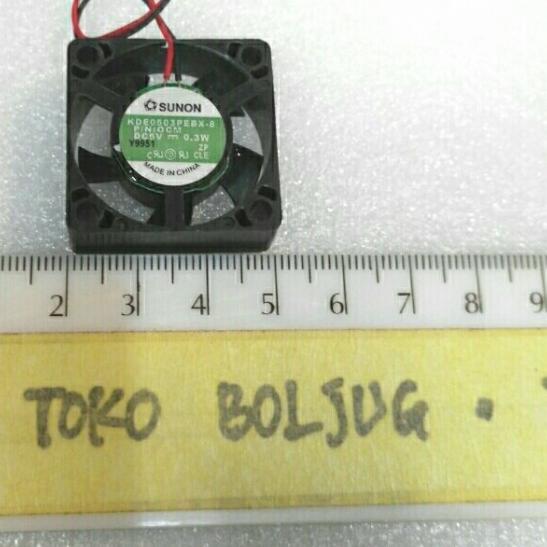 SUNON
KDE0503PEBX-8
P/N:OCM
DC5V ⎓ 0.3W
Y9951 ZP
CLE
MADE IN CHINA
2 3 4 5 6 7 8 9
TOKO BOLJUG .